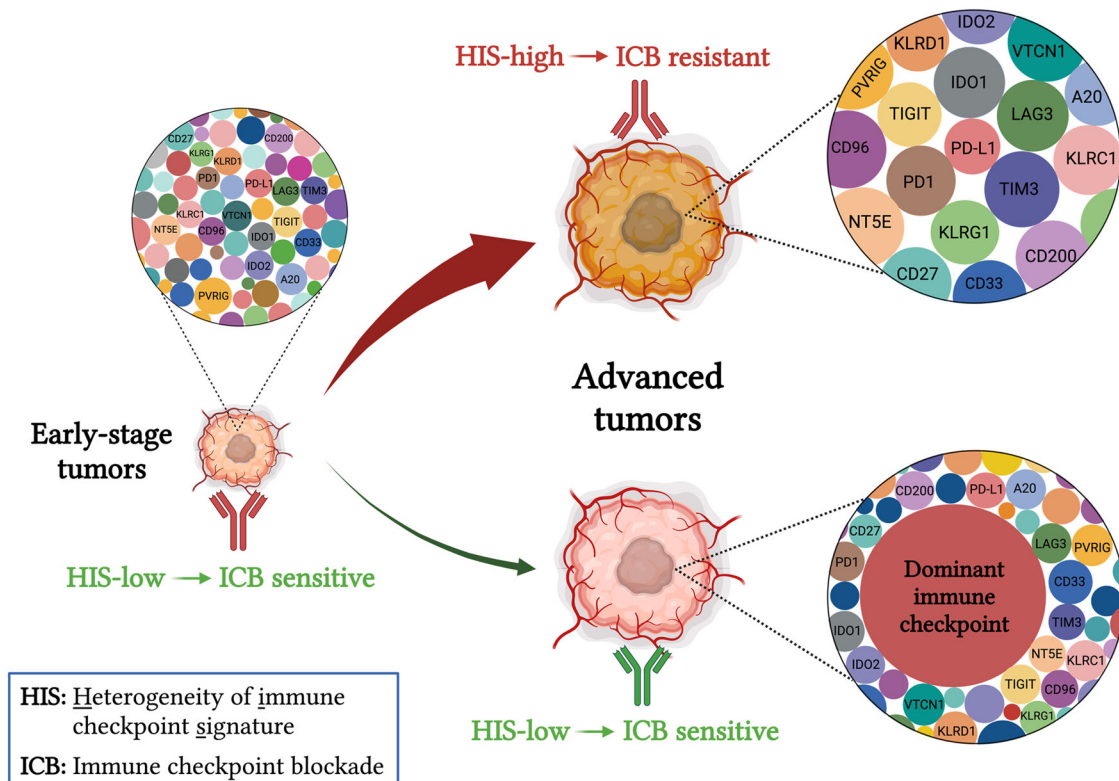 HIS-high → ICB resistant
IDO2
KLRD1
VTCN1
PVRIG
IDO1
A20
TIGIT
LAG3
CD96
PD-L1
KLRC1
PD1
TIM3
NT5E
KLRG1
CD200
CD27
CD33
CD27
CD200
KLRG1
KLRD1
PD1
PD-L1
LAG3
TIM3
KLRC1
VTCN1
TIGIT
NT5E
CD96
IDO1
CD33
IDO2
A20
PVRIG
Early-stage
tumors
HIS-low → ICB sensitive
Advanced
tumors
CD200
PD-L1
A20
CD27
LAG3
PVRIG
PD1
Dominant
immune
checkpoint
CD33
TIM3
IDO1
NT5E
KLRC1
IDO2
TIGIT
CD96
VTCN1
KLRG1
KLRD1
HIS-low → ICB sensitive
HIS: Heterogeneity of immune
checkpoint signature
ICB: Immune checkpoint blockade